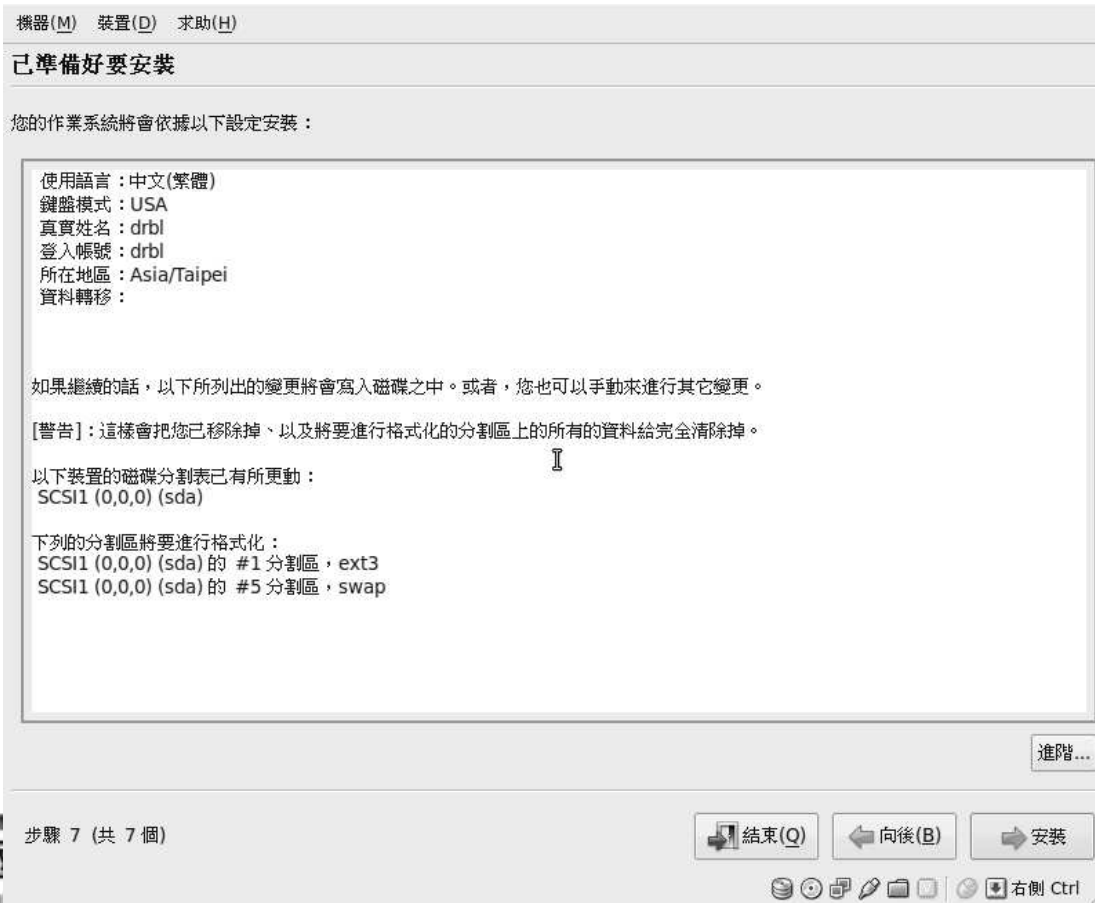 機器(M) 裝置(D) 求助(H)
已準備好要安裝
您的作業系統將會依據以下設定安裝：
使用語言：中文(繁體)
鍵盤模式：USA
真實姓名：drbl
登入帳號：drbl
所在地區：Asia/Taipei
資料轉移：
如果繼續的話，以下所列出的變更將會寫入磁碟之中。或者，您也可以手動來進行其它變更。
[警告]：這樣會把您已移除掉、以及將要進行格式化的分割區上的所有的資料給完全清除掉。
以下裝置的磁碟分割表已有所更動：
SCSI1 (0,0,0) (sda)
下列的分割區將要進行格式化：
SCSI1 (0,0,0) (sda) 的 #1 分割區，ext3
SCSI1 (0,0,0) (sda) 的 #5 分割區，swap
進階...
步驟 7 (共 7 個)
結束(Q) 向後(B) 安裝
右側 Ctrl